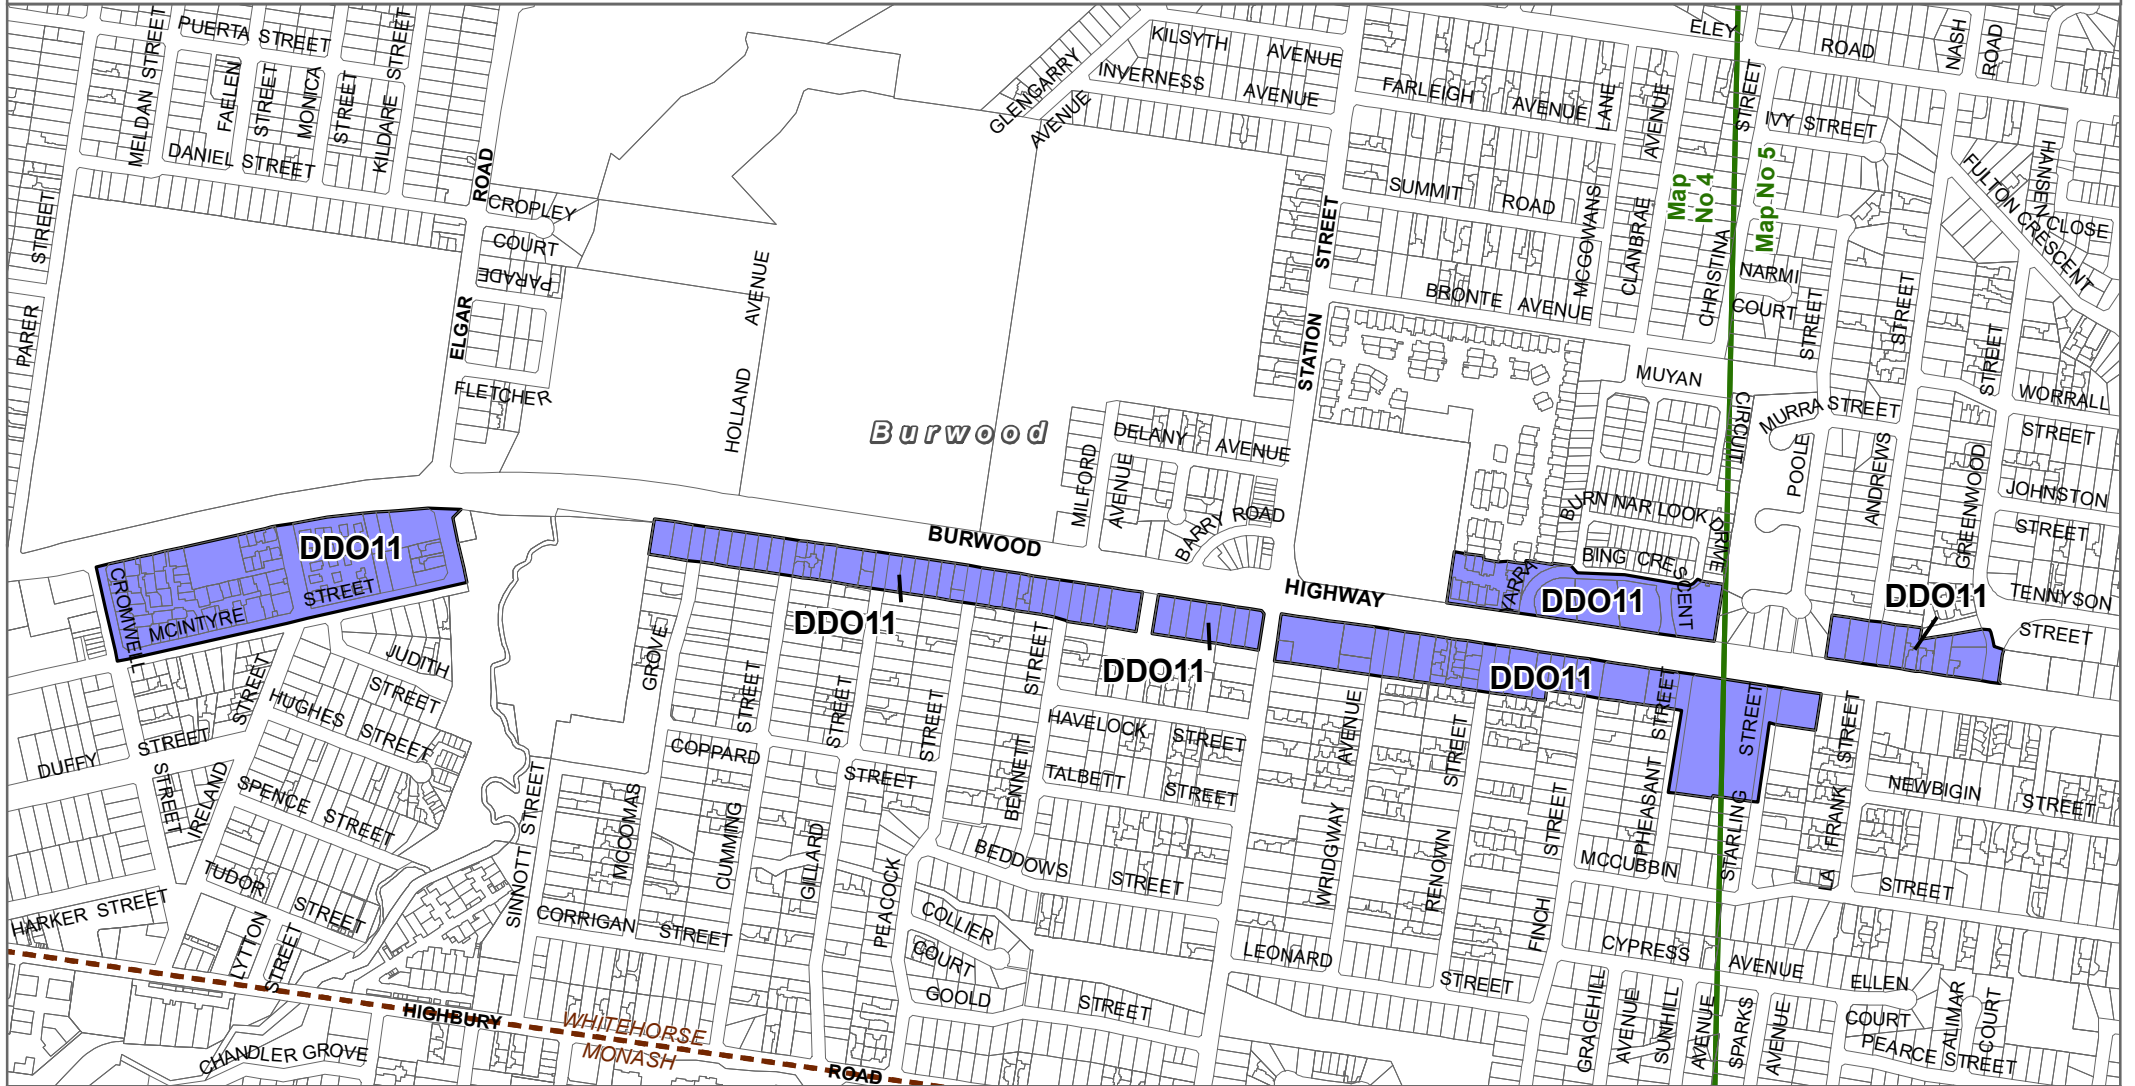 PUERTA STREET
MELDAN STREET
FAELEN
STREET
MONICA
STREET
KILDARE STREET
DANIEL STREET
ROAD
CROPLEY
COURT
PARADE
PARER STREET
ELGAR
FLETCHER
HOLLAND AVENUE
GLENGARRY
AVENUE
KILSYTH AVENUE
INVERNESS AVENUE
FARLEIGH AVENUE
LANE
AVENUE
ELEY ROAD
STREET
NASH ROAD
IVY STREET
HANSEN
CLOSE
FULTON CRESCENT
Map No 4
Map No 5
SUMMIT ROAD
MCGOWANS
CLANBRAE
CHRISTINA
NARMI
COURT
STREET
STREET
STREET
BRONTE AVENUE
STATION STREET
MUYAN
CIRCUIT
MURRA STREET
WORRALL
STREET
Burwood
DELANY AVENUE
MILFORD
AVENUE
BARRY ROAD
POOLE
ANDREWS
GREENWOOD
JOHNSTON
STREET
BURN NAR LOOK DRIVE
BING CRESCENT
YARRA
TENNYSON
STREET
BURWOOD HIGHWAY
DDO11
DDO11
DDO11
DDO11
DDO11
DDO11
CROMWELL
MCINTYRE STREET
JUDITH
STREET
STREET
HUGHES
STREET
GROVE
STREET
STREET
STREET
STREET
HAVELOCK STREET
COPPARD
STREET
TALBETT
STREET
BENNETT
AVENUE
STREET
STREET
STREET
STREET
STREET
DUFFY
STREET
STREET
IRELAND
SPENCE
STREET
SINNOTT STREET
MCCOMAS
CUMMING
GILLARD
PEACOCK
BEDDOWS
STREET
WRIDGWAY
RENOWN
FINCH
PHEASANT
STARLING
MCCUBBIN
STREET
LA FRANK
NEWBIGIN
STREET
TUDOR
STREET
HARKER STREET
LYTTON
STREET
CORRIGAN
STREET
COLLIER
COURT
GOOLD
STREET
LEONARD
STREET
CYPRESS
AVENUE
ELLEN
COURT
GRACEHILL
AVENUE
SUNHILL
AVENUE
SPARKS
AVENUE
ALIMAR
COURT
PEARCE STREET
HIGHBURY
ROAD
WHITEHORSE
MONASH
CHANDLER GROVE